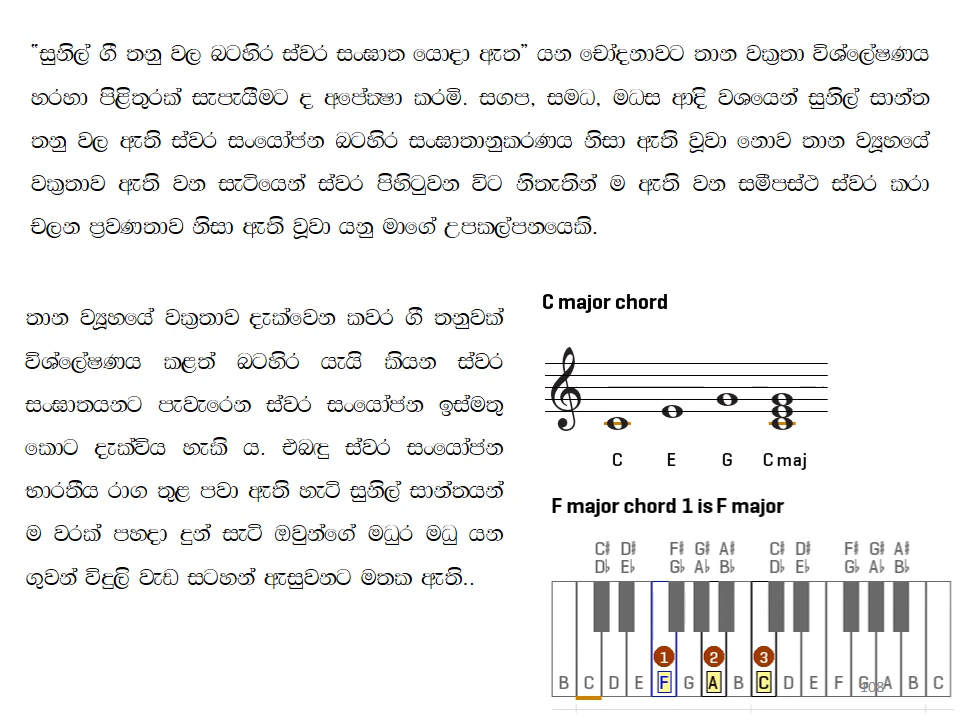 “සුනිල් ගී තනු වල බටහිර ස්වර සංඝාත යොදා ඇත” යන චෝදනාවට තාන වක්‍රතා විශ්ලේෂණය
හරහා පිළිතුරක් සැපැයීමට ද අපේක්‍ෂා කරමි. සගප, සමධ, මධස ආදි වශයෙන් සුනිල් සාන්ත
තනු වල ඇති ස්වර සංයෝජන බටහිර සංඝාතානුකරණය නිසා ඇති වූවා නොව තාන ව්‍යූහයේ
වක්‍රතාව ඇති වන සැටියෙන් ස්වර පිහිටුවන විට නිතැතින් ම ඇති වන සමීපස්ථ ස්වර කරා
චලන ප්‍රවණතාව නිසා ඇති වූවා යනු මාගේ උපකල්පනයෙකි.
තාන ව්‍යූහයේ වක්‍රතාව දැක්වෙන කවර ගී තනුවක්
විශ්ලේෂණය කළත් බටහිර යැයි කියන ස්වර
සංඝාතයනට පැවැරෙන ස්වර සංයෝජන ඉස්මතු
කොට දැක්විය හැකි ය. එබඳු ස්වර සංයෝජන
භාරතීය රාග තුළ පවා ඇති හැටි සුනිල් සාන්තයන්
ම වරක් පහදා දුන් සැටි ඔවුන්ගේ මධුර මධු යන
ගුවන් විදුලි වැඩ සටහන් ඇසුවනට මතක ඇති..
C major chord
C E G C maj
F major chord 1 is F major
C♯ D♯ F♯ G♯ A♯ C♯ D♯ F♯ G♯ A♯
D♭ E♭ G♭ A♭ B♭ D♭ E♭ G♭ A♭ B♭
1 2 3
B C D E F G A B C D E F G A B C
108